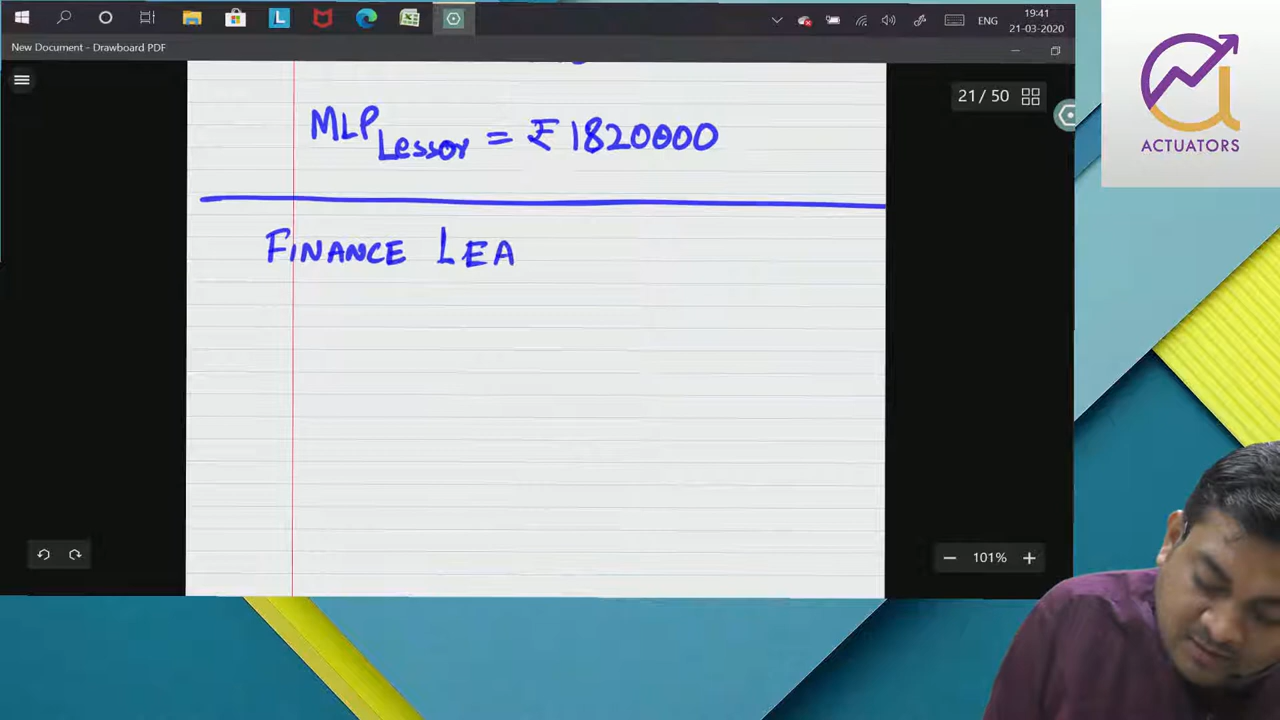 19:41
ENG
21-03-2020
New Document - Drawboard PDF
21 / 50
MLP Lessor = ₹ 1820000
FINANCE LEA
101%
ACTUATORS